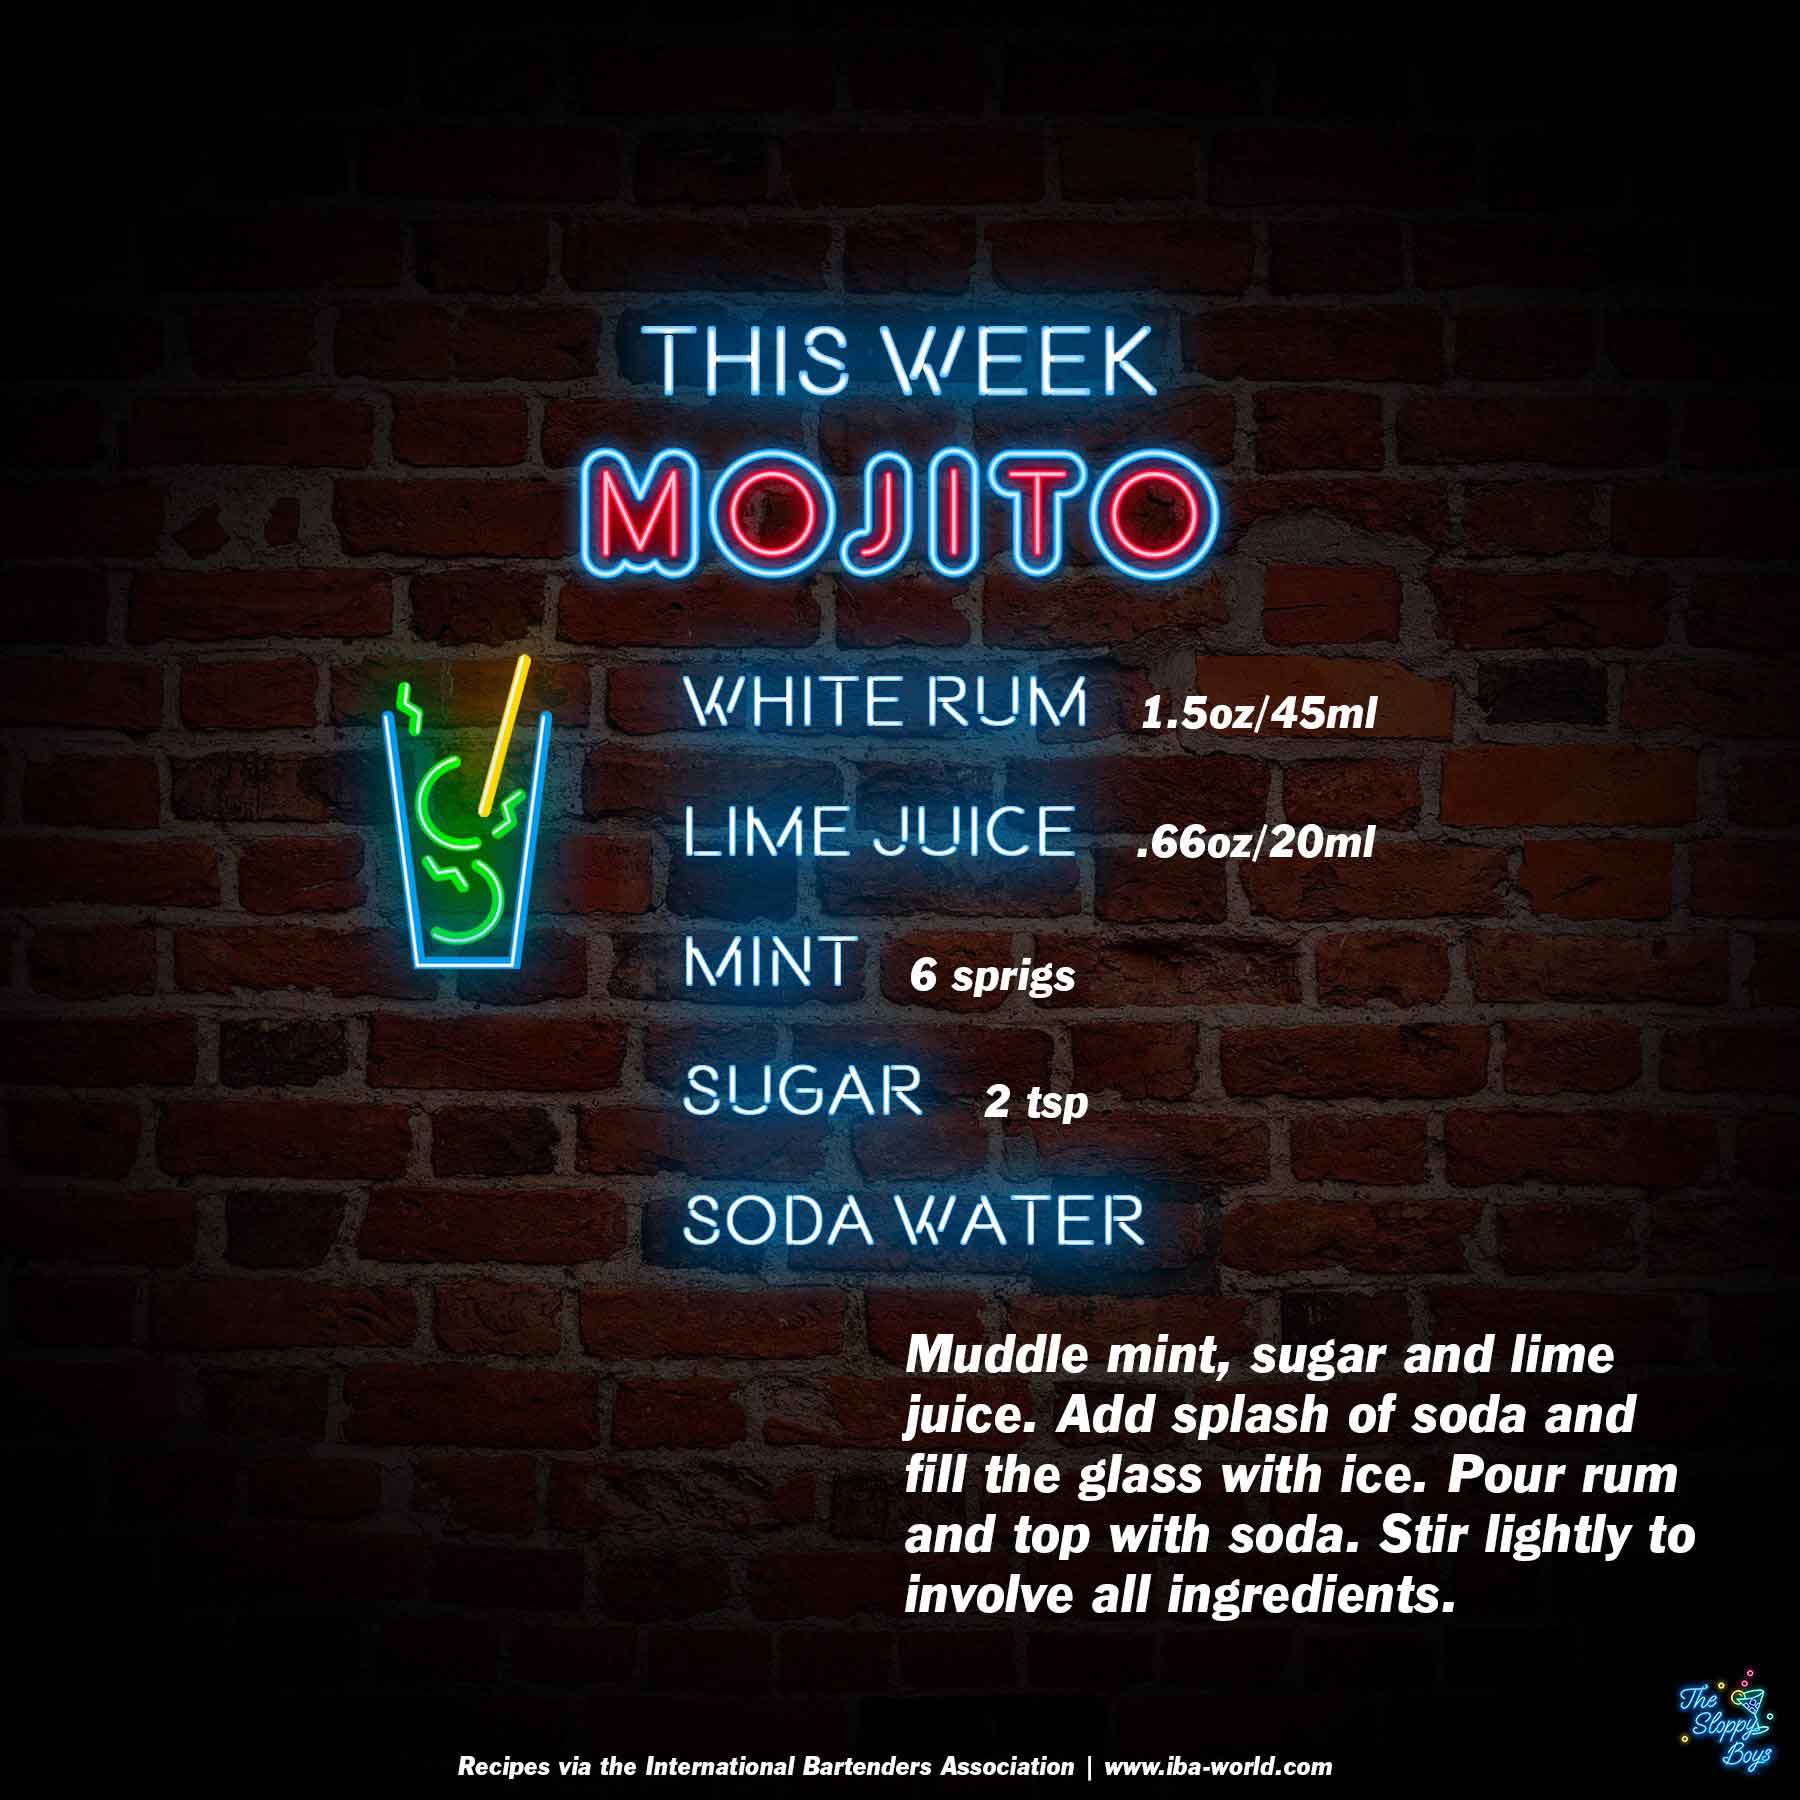 THIS WEEK
MOJITO
WHITE RUM 1.5oz/45ml
LIME JUICE .66oz/20ml
MINT 6 sprigs
SUGAR 2 tsp
SODA WATER
Muddle mint, sugar and lime
juice. Add splash of soda and
fill the glass with ice. Pour rum
and top with soda. Stir lightly to
involve all ingredients.
The
Sloppy
Boys
Recipes via the International Bartenders Association | www.iba-world.com